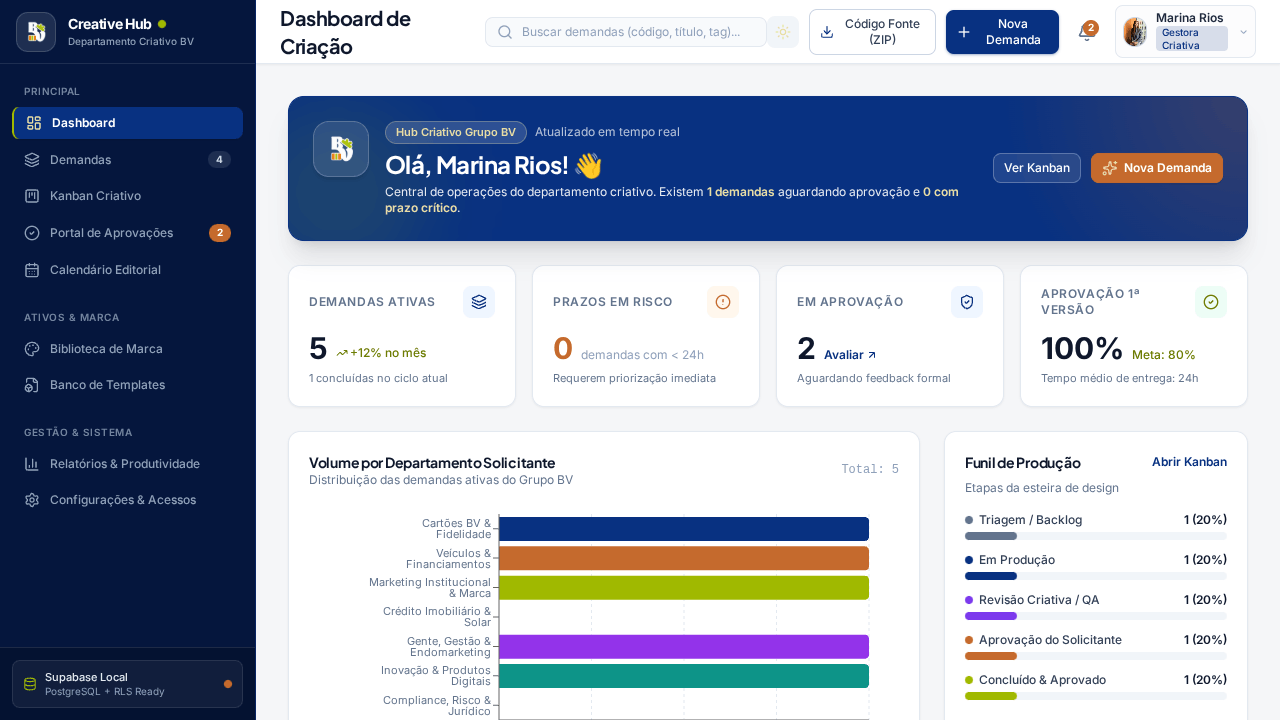 Creative Hub
Departamento Criativo BV
PRINCIPAL
Dashboard
Demandas
4
Kanban Criativo
Portal de Aprovações
2
Calendário Editorial
ATIVOS & MARCA
Biblioteca de Marca
Banco de Templates
GESTÃO & SISTEMA
Relatórios & Produtividade
Configurações & Acessos
Supabase Local
PostgreSQL + RLS Ready
Dashboard de
Criação
Buscar demandas (código, título, tag)...
Código Fonte
(ZIP)
Nova
Demanda
2
Marina Rios
Gestora
Criativa
Hub Criativo Grupo BV
Atualizado em tempo real
Olá, Marina Rios! 👋
Central de operações do departamento criativo. Existem 1 demandas aguardando aprovação e 0 com
prazo crítico.
Ver Kanban
Nova Demanda
DEMANDAS ATIVAS
5
+12% no mês
1 concluídas no ciclo atual
PRAZOS EM RISCO
0
demandas com < 24h
Requerem priorização imediata
EM APROVAÇÃO
2
Avaliar
Aguardando feedback formal
APROVAÇÃO 1ª
VERSÃO
100%
Meta: 80%
Tempo médio de entrega: 24h
Volume por Departamento Solicitante
Distribuição das demandas ativas do Grupo BV
Total: 5
Cartões BV &
Fidelidade
Veículos &
Financiamentos
Marketing Institucional
& Marca
Crédito Imobiliário &
Solar
Gente, Gestão &
Endomarketing
Inovação & Produtos
Digitais
Compliance, Risco &
Jurídico
Funil de Produção
Abrir Kanban
Etapas da esteira de design
Triagem / Backlog
1 (20%)
Em Produção
1 (20%)
Revisão Criativa / QA
1 (20%)
Aprovação do Solicitante
1 (20%)
Concluído & Aprovado
1 (20%)